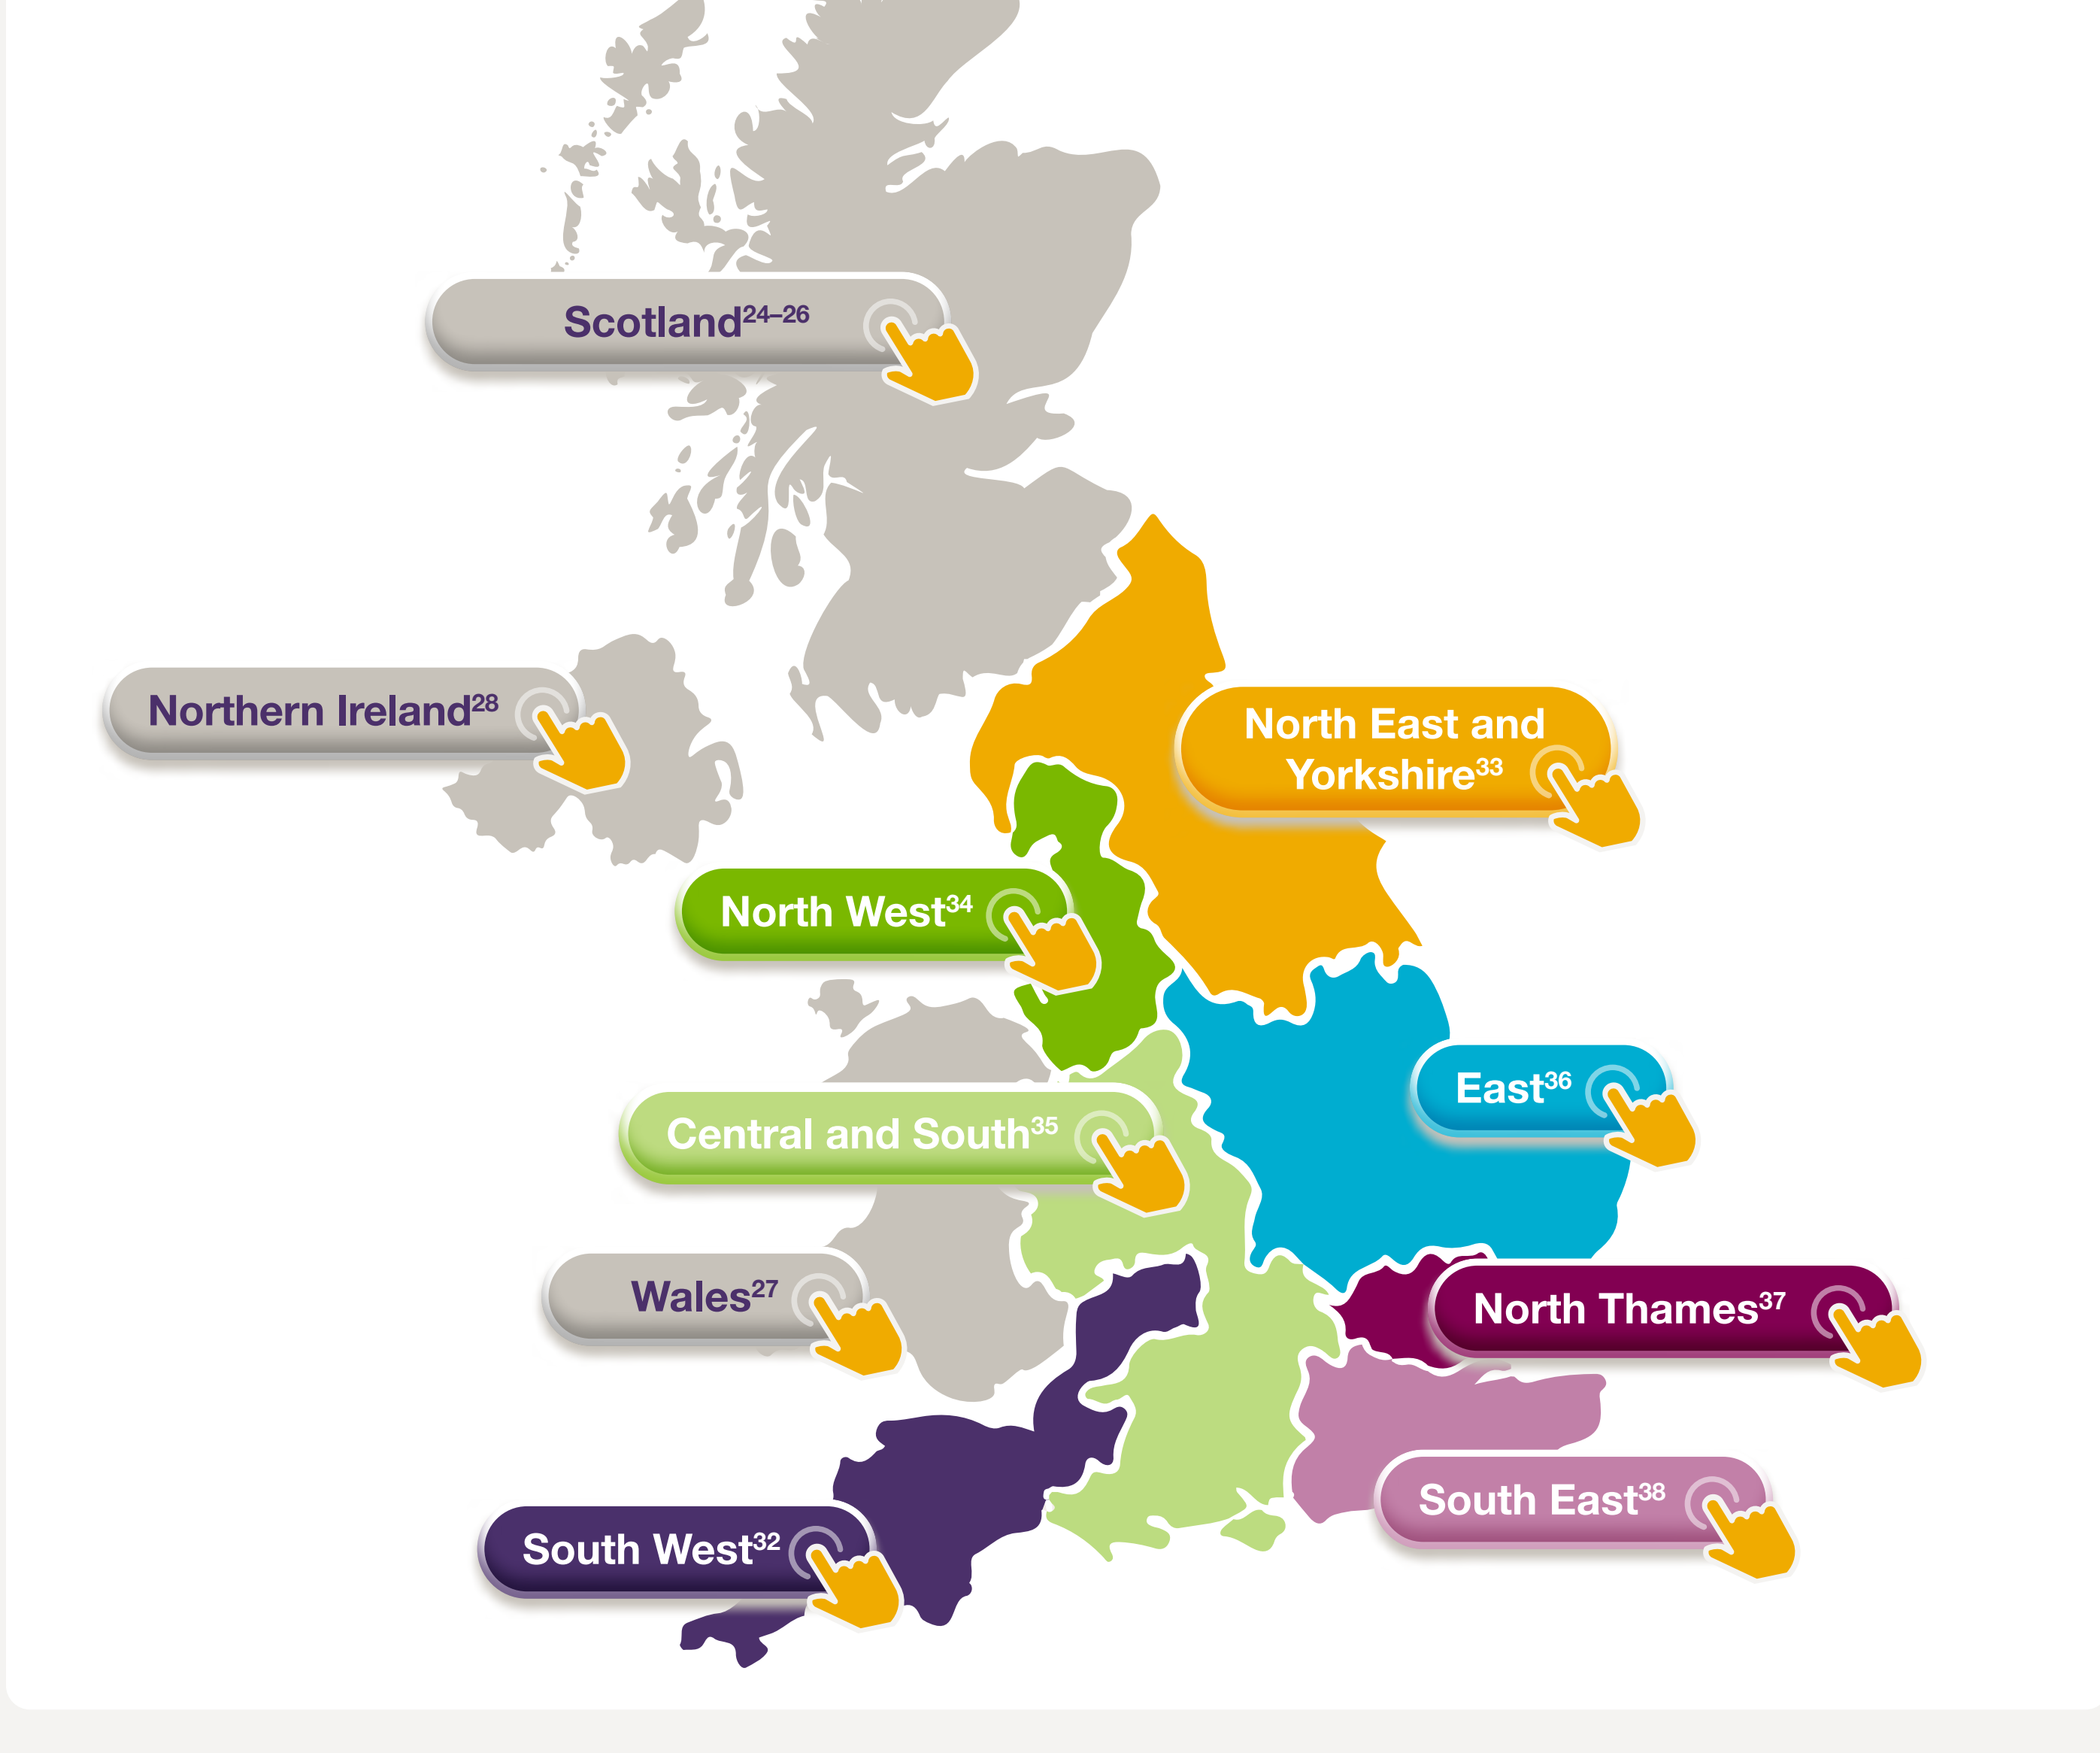 Scotland24–26
Northern Ireland28
North East and
Yorkshire33
North West34
East36
Central and South35
Wales27
North Thames37
South East38
South West32